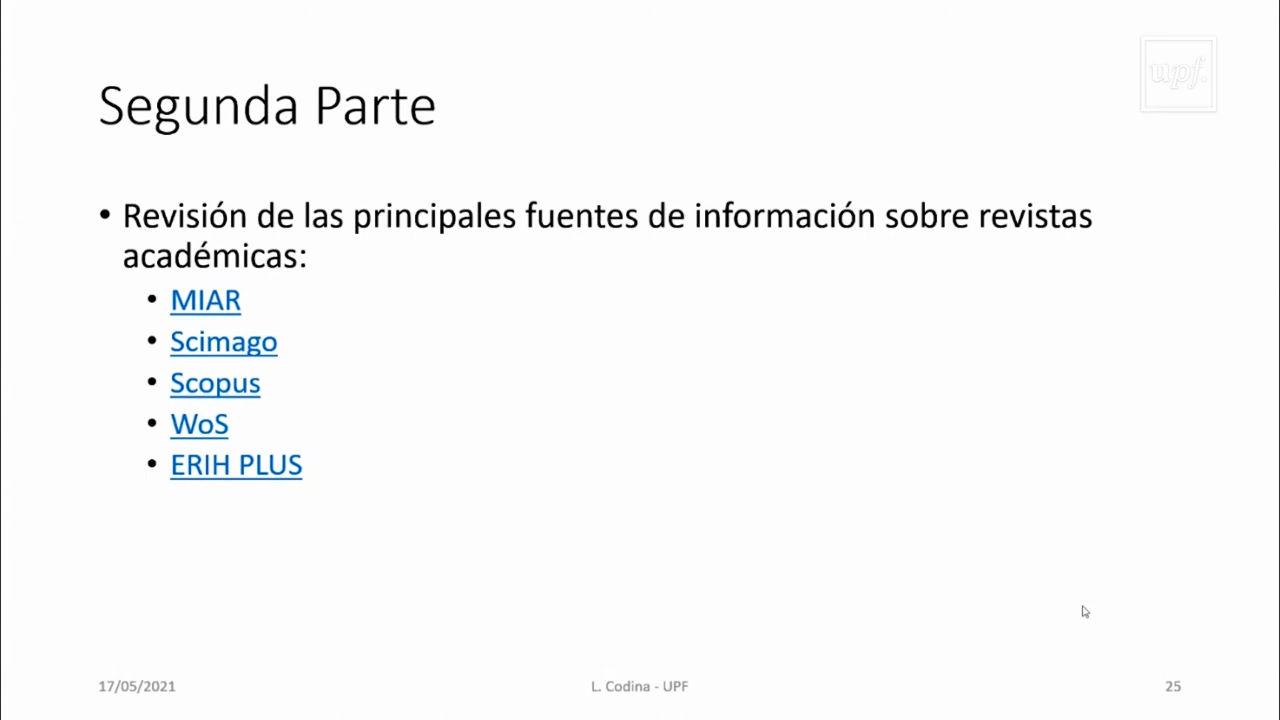 upf.
Segunda Parte
• Revisión de las principales fuentes de información sobre revistas
académicas:
• MIAR
• Scimago
• Scopus
• WoS
• ERIH PLUS
17/05/2021
L. Codina - UPF
25